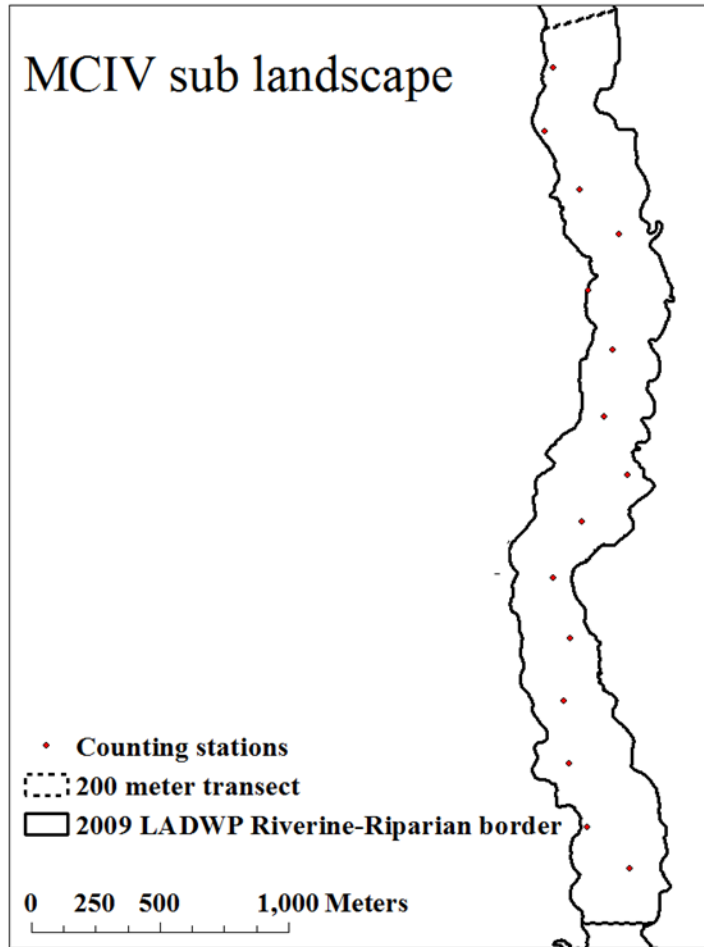 MCIV sub landscape
Counting stations
200 meter transect
2009 LADWP Riverine-Riparian border
0 250 500 1,000 Meters